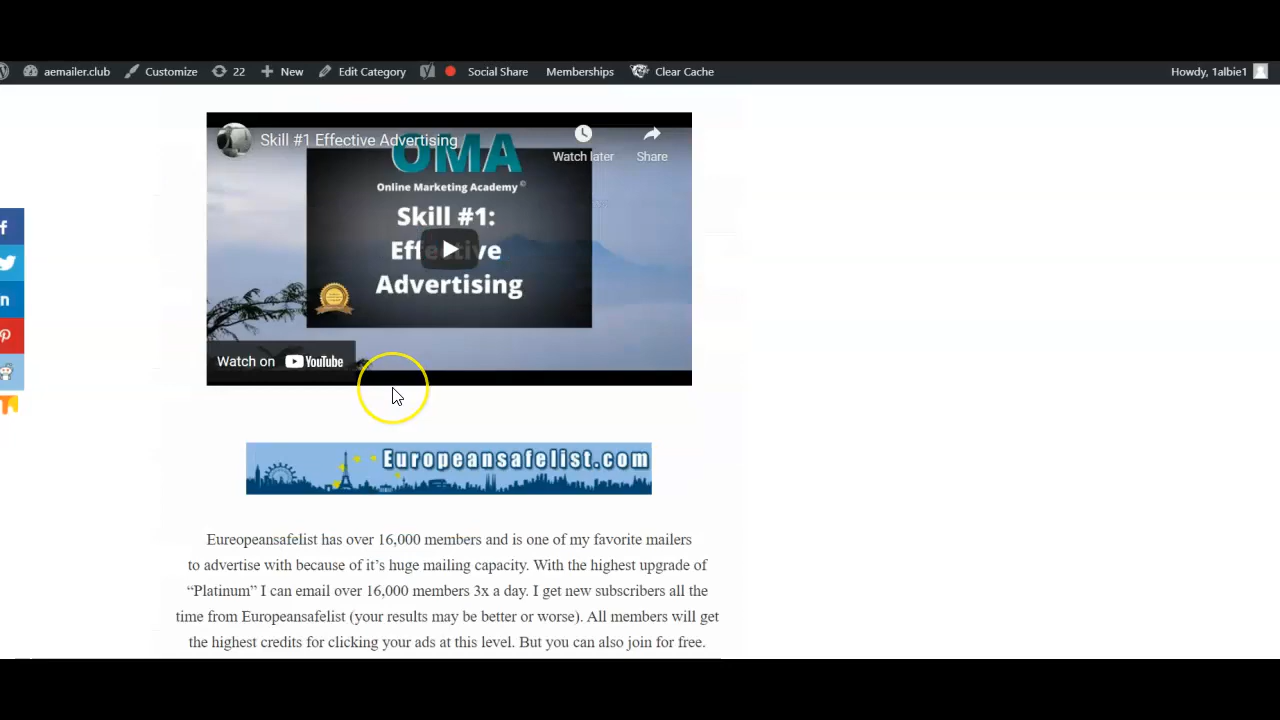 aemailer.club Customize 22 New Edit Category Social Share Memberships Clear Cache Howdy, 1albie1
Skill #1 Effective Advertising
Watch later Share
OMA
Online Marketing Academy©
Skill #1:
Effective
Advertising
Watch on YouTube
Europeansafelist.com
Eureopeansafelist has over 16,000 members and is one of my favorite mailers
to advertise with because of it’s huge mailing capacity. With the highest upgrade of
“Platinum” I can email over 16,000 members 3x a day. I get new subscribers all the
time from Europeansafelist (your results may be better or worse). All members will get
the highest credits for clicking your ads at this level. But you can also join for free.